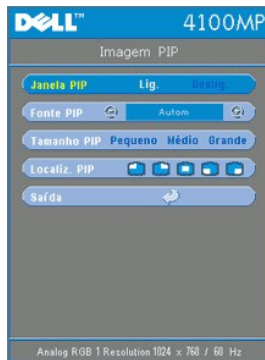 DELL™ 4100MP
Imagem PIP
Janela PIP Lig. Deslig.
Fonte PIP Autom
Tamanho PIP Pequeno Médio Grande
Localiz. PIP
Saída
Analog RGB 1 Resolution 1024 x 768 / 60 Hz